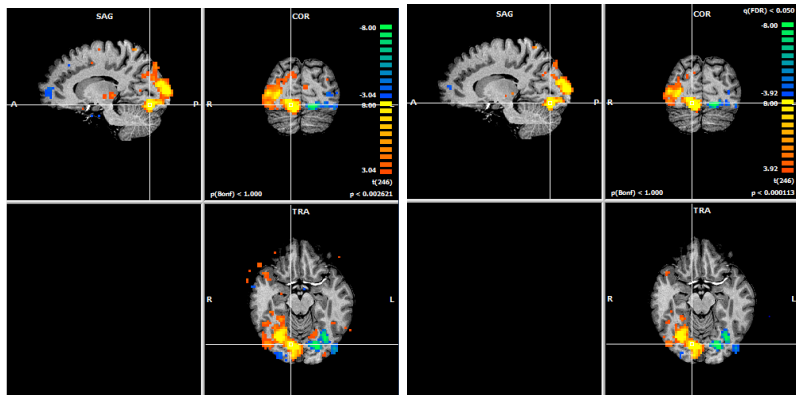 SAG
COR
-8.00
-3.04
8.00
3.04
t(246)
p(Bonf) < 1.000
p < 0.002621
A
P
R
TRA
R
L
SAG
COR
q(FDR) < 0.050
-8.00
-3.92
8.00
3.92
t(246)
p(Bonf) < 1.000
p < 0.000113
A
P
R
TRA
R
L